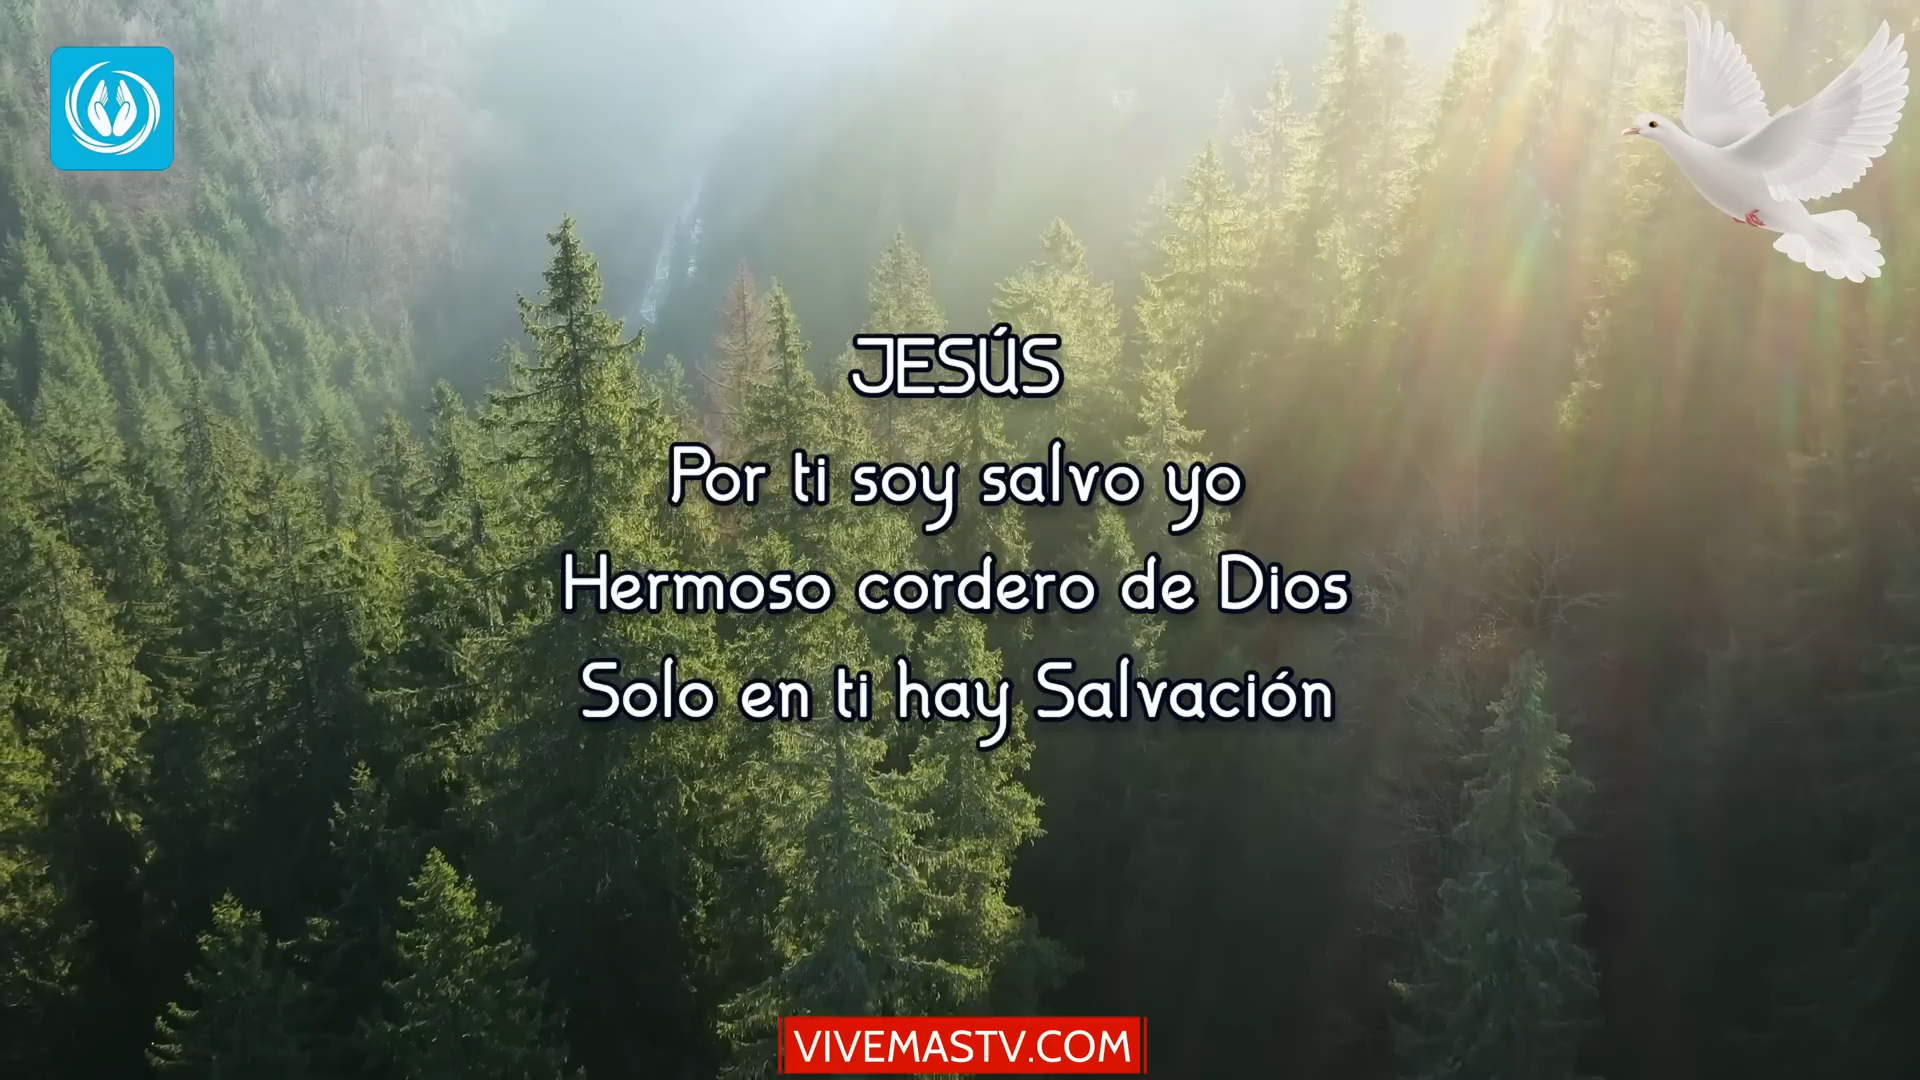 JESÚS
Por ti soy salvo yo
Hermoso cordero de Dios
Solo en ti hay Salvación
VIVEMASTV.COM